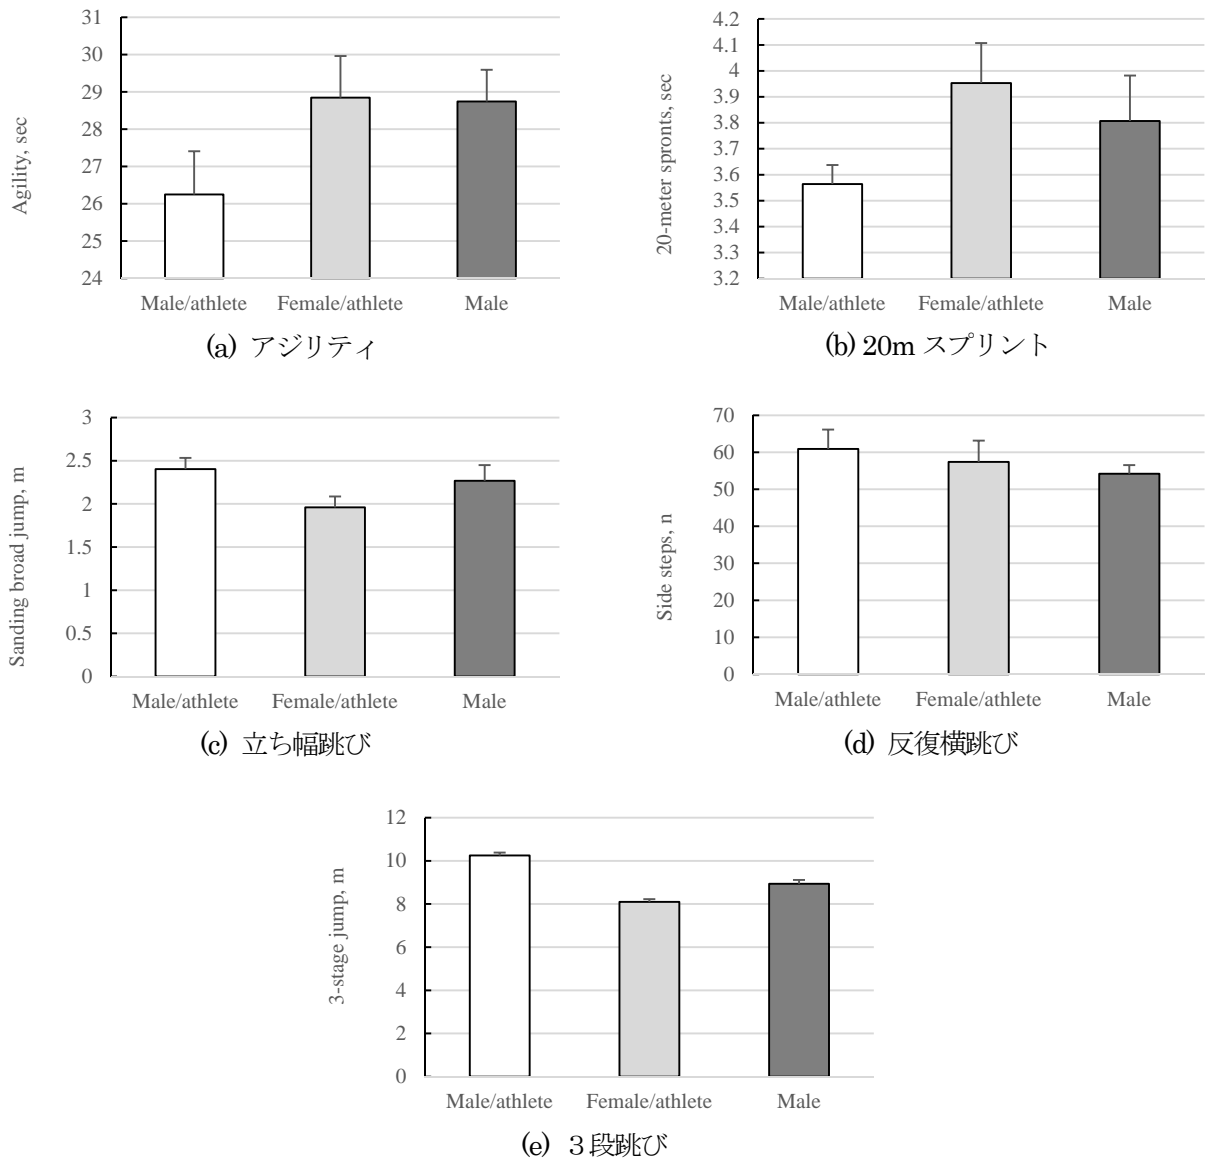 31
30
29
28
27
26
25
24
Agility, sec
Male/athlete Female/athlete Male
(a) アジリティ
4.2
4.1
4
3.9
3.8
3.7
3.6
3.5
3.4
3.3
3.2
20-meter spronts, sec
Male/athlete Female/athlete Male
(b) 20m スプリント
3
2.5
2
1.5
1
0.5
0
Sanding broad jump, m
Male/athlete Female/athlete Male
(c) 立ち幅跳び
70
60
50
40
30
20
10
0
Side steps, n
Male/athlete Female/athlete Male
(d) 反復横跳び
12
10
8
6
4
2
0
3-stage jump, m
Male/athlete Female/athlete Male
(e) ３段跳び